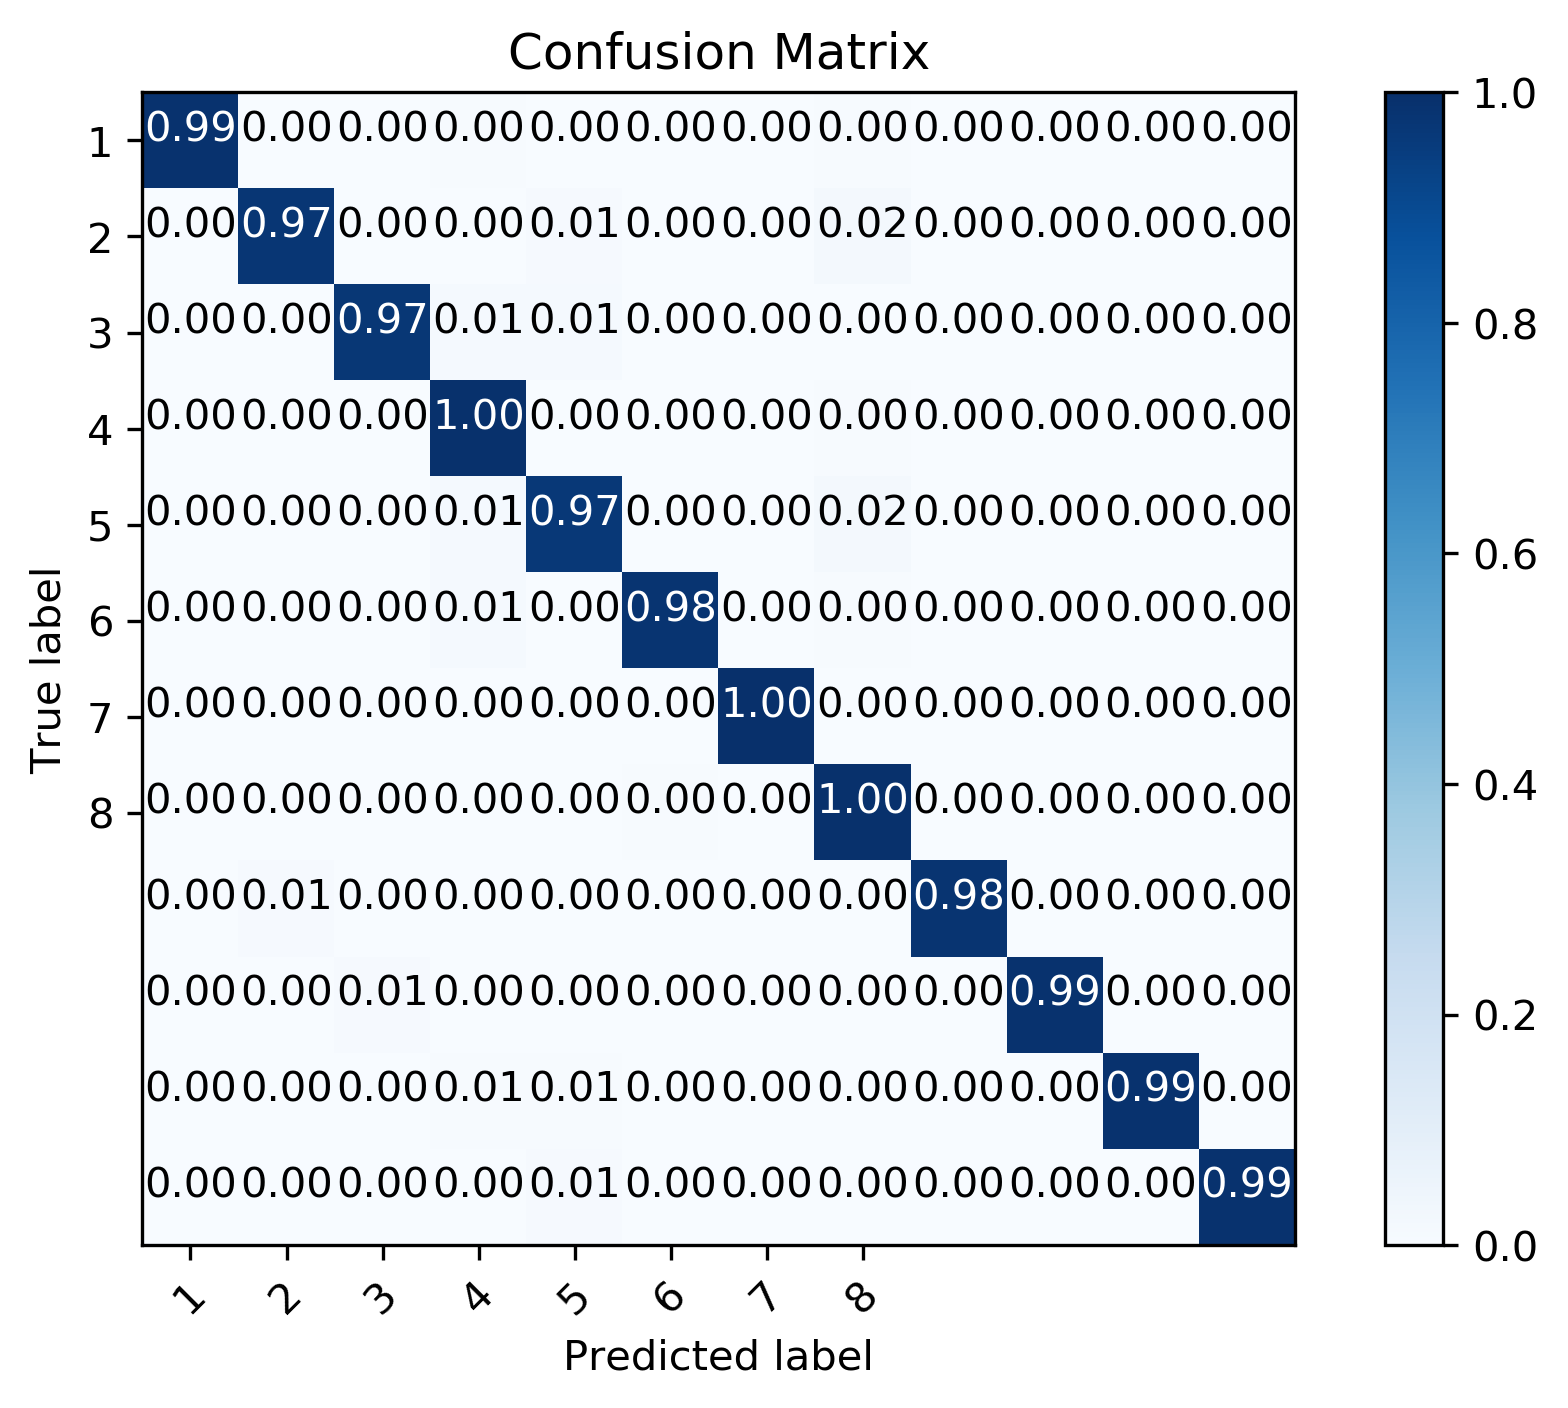 Confusion Matrix
1 0.99 0.00 0.00 0.00 0.00 0.00 0.00 0.00 0.00 0.00 0.00 0.00
2 0.00 0.97 0.00 0.00 0.01 0.00 0.00 0.02 0.00 0.00 0.00 0.00
3 0.00 0.00 0.97 0.01 0.01 0.00 0.00 0.00 0.00 0.00 0.00 0.00
4 0.00 0.00 0.00 1.00 0.00 0.00 0.00 0.00 0.00 0.00 0.00 0.00
5 0.00 0.00 0.00 0.01 0.97 0.00 0.00 0.02 0.00 0.00 0.00 0.00
6 0.00 0.00 0.00 0.01 0.00 0.98 0.00 0.00 0.00 0.00 0.00 0.00
7 0.00 0.00 0.00 0.00 0.00 0.00 1.00 0.00 0.00 0.00 0.00 0.00
8 0.00 0.00 0.00 0.00 0.00 0.00 0.00 1.00 0.00 0.00 0.00 0.00
0.00 0.01 0.00 0.00 0.00 0.00 0.00 0.00 0.98 0.00 0.00 0.00
0.00 0.00 0.01 0.00 0.00 0.00 0.00 0.00 0.00 0.99 0.00 0.00
0.00 0.00 0.00 0.01 0.01 0.00 0.00 0.00 0.00 0.00 0.99 0.00
0.00 0.00 0.00 0.00 0.01 0.00 0.00 0.00 0.00 0.00 0.00 0.99
1 2 3 4 5 6 7 8
Predicted label
True label
1.0
0.8
0.6
0.4
0.2
0.0